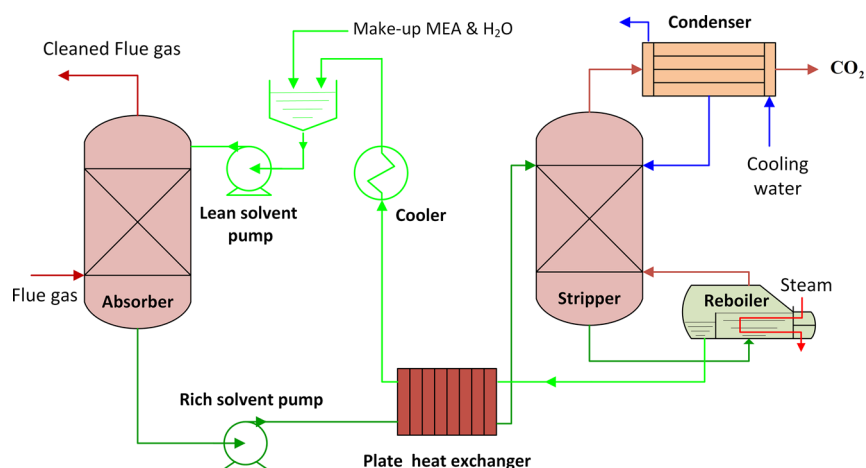 Cleaned Flue gas
Make-up MEA & H₂O
Condenser
CO₂
Cooling
water
Lean solvent
pump
Cooler
Flue gas
Absorber
Stripper
Reboiler
Steam
Rich solvent pump
Plate heat exchanger